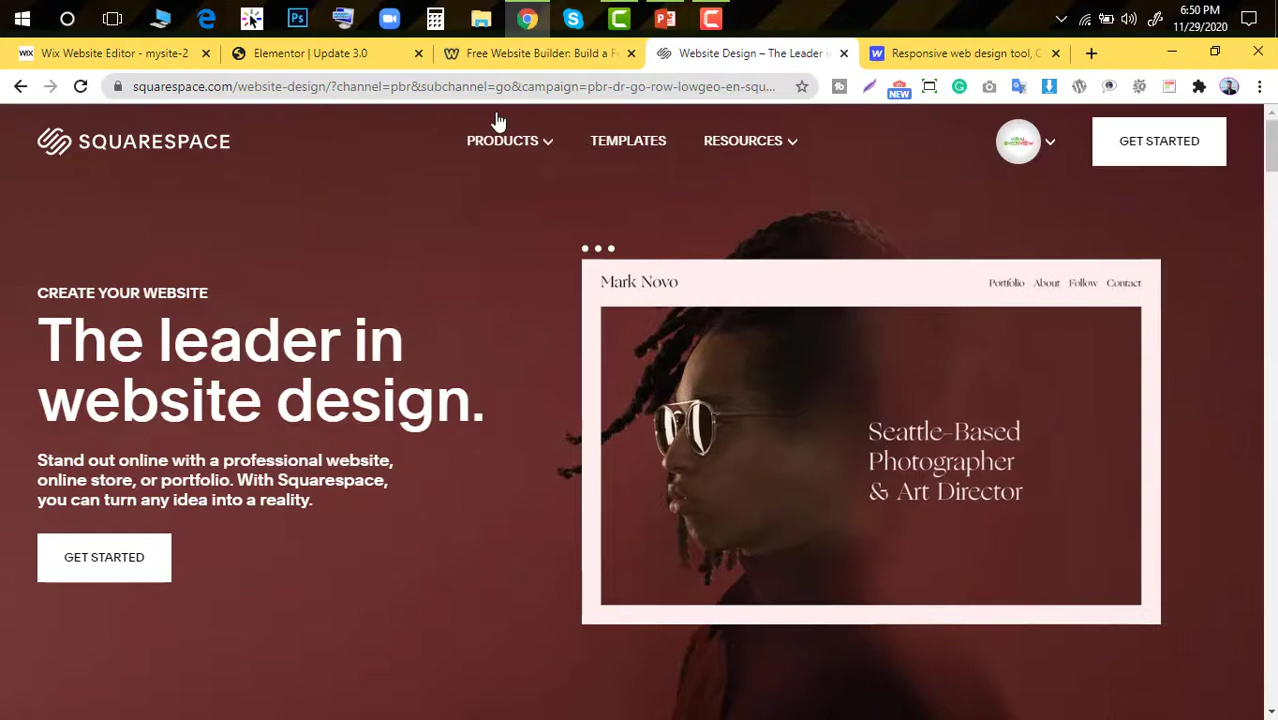 6:50 PM
11/29/2020
Wix Website Editor - mysite-2
Elementor | Update 3.0
Free Website Builder: Build a F
Website Design – The Leader i
Responsive web design tool, C
squarespace.com/website-design/?channel=pbr&subchannel=go&campaign=pbr-dr-go-row-lowgeo-en-squ...
NEW
SQUARESPACE
PRODUCTS
TEMPLATES
RESOURCES
VIRAL
OVERVIEW
GET STARTED
CREATE YOUR WEBSITE
The leader in
website design.
Stand out online with a professional website,
online store, or portfolio. With Squarespace,
you can turn any idea into a reality.
GET STARTED
Mark Novo
Portfolio About Follow Contact
Seattle-Based
Photographer
& Art Director